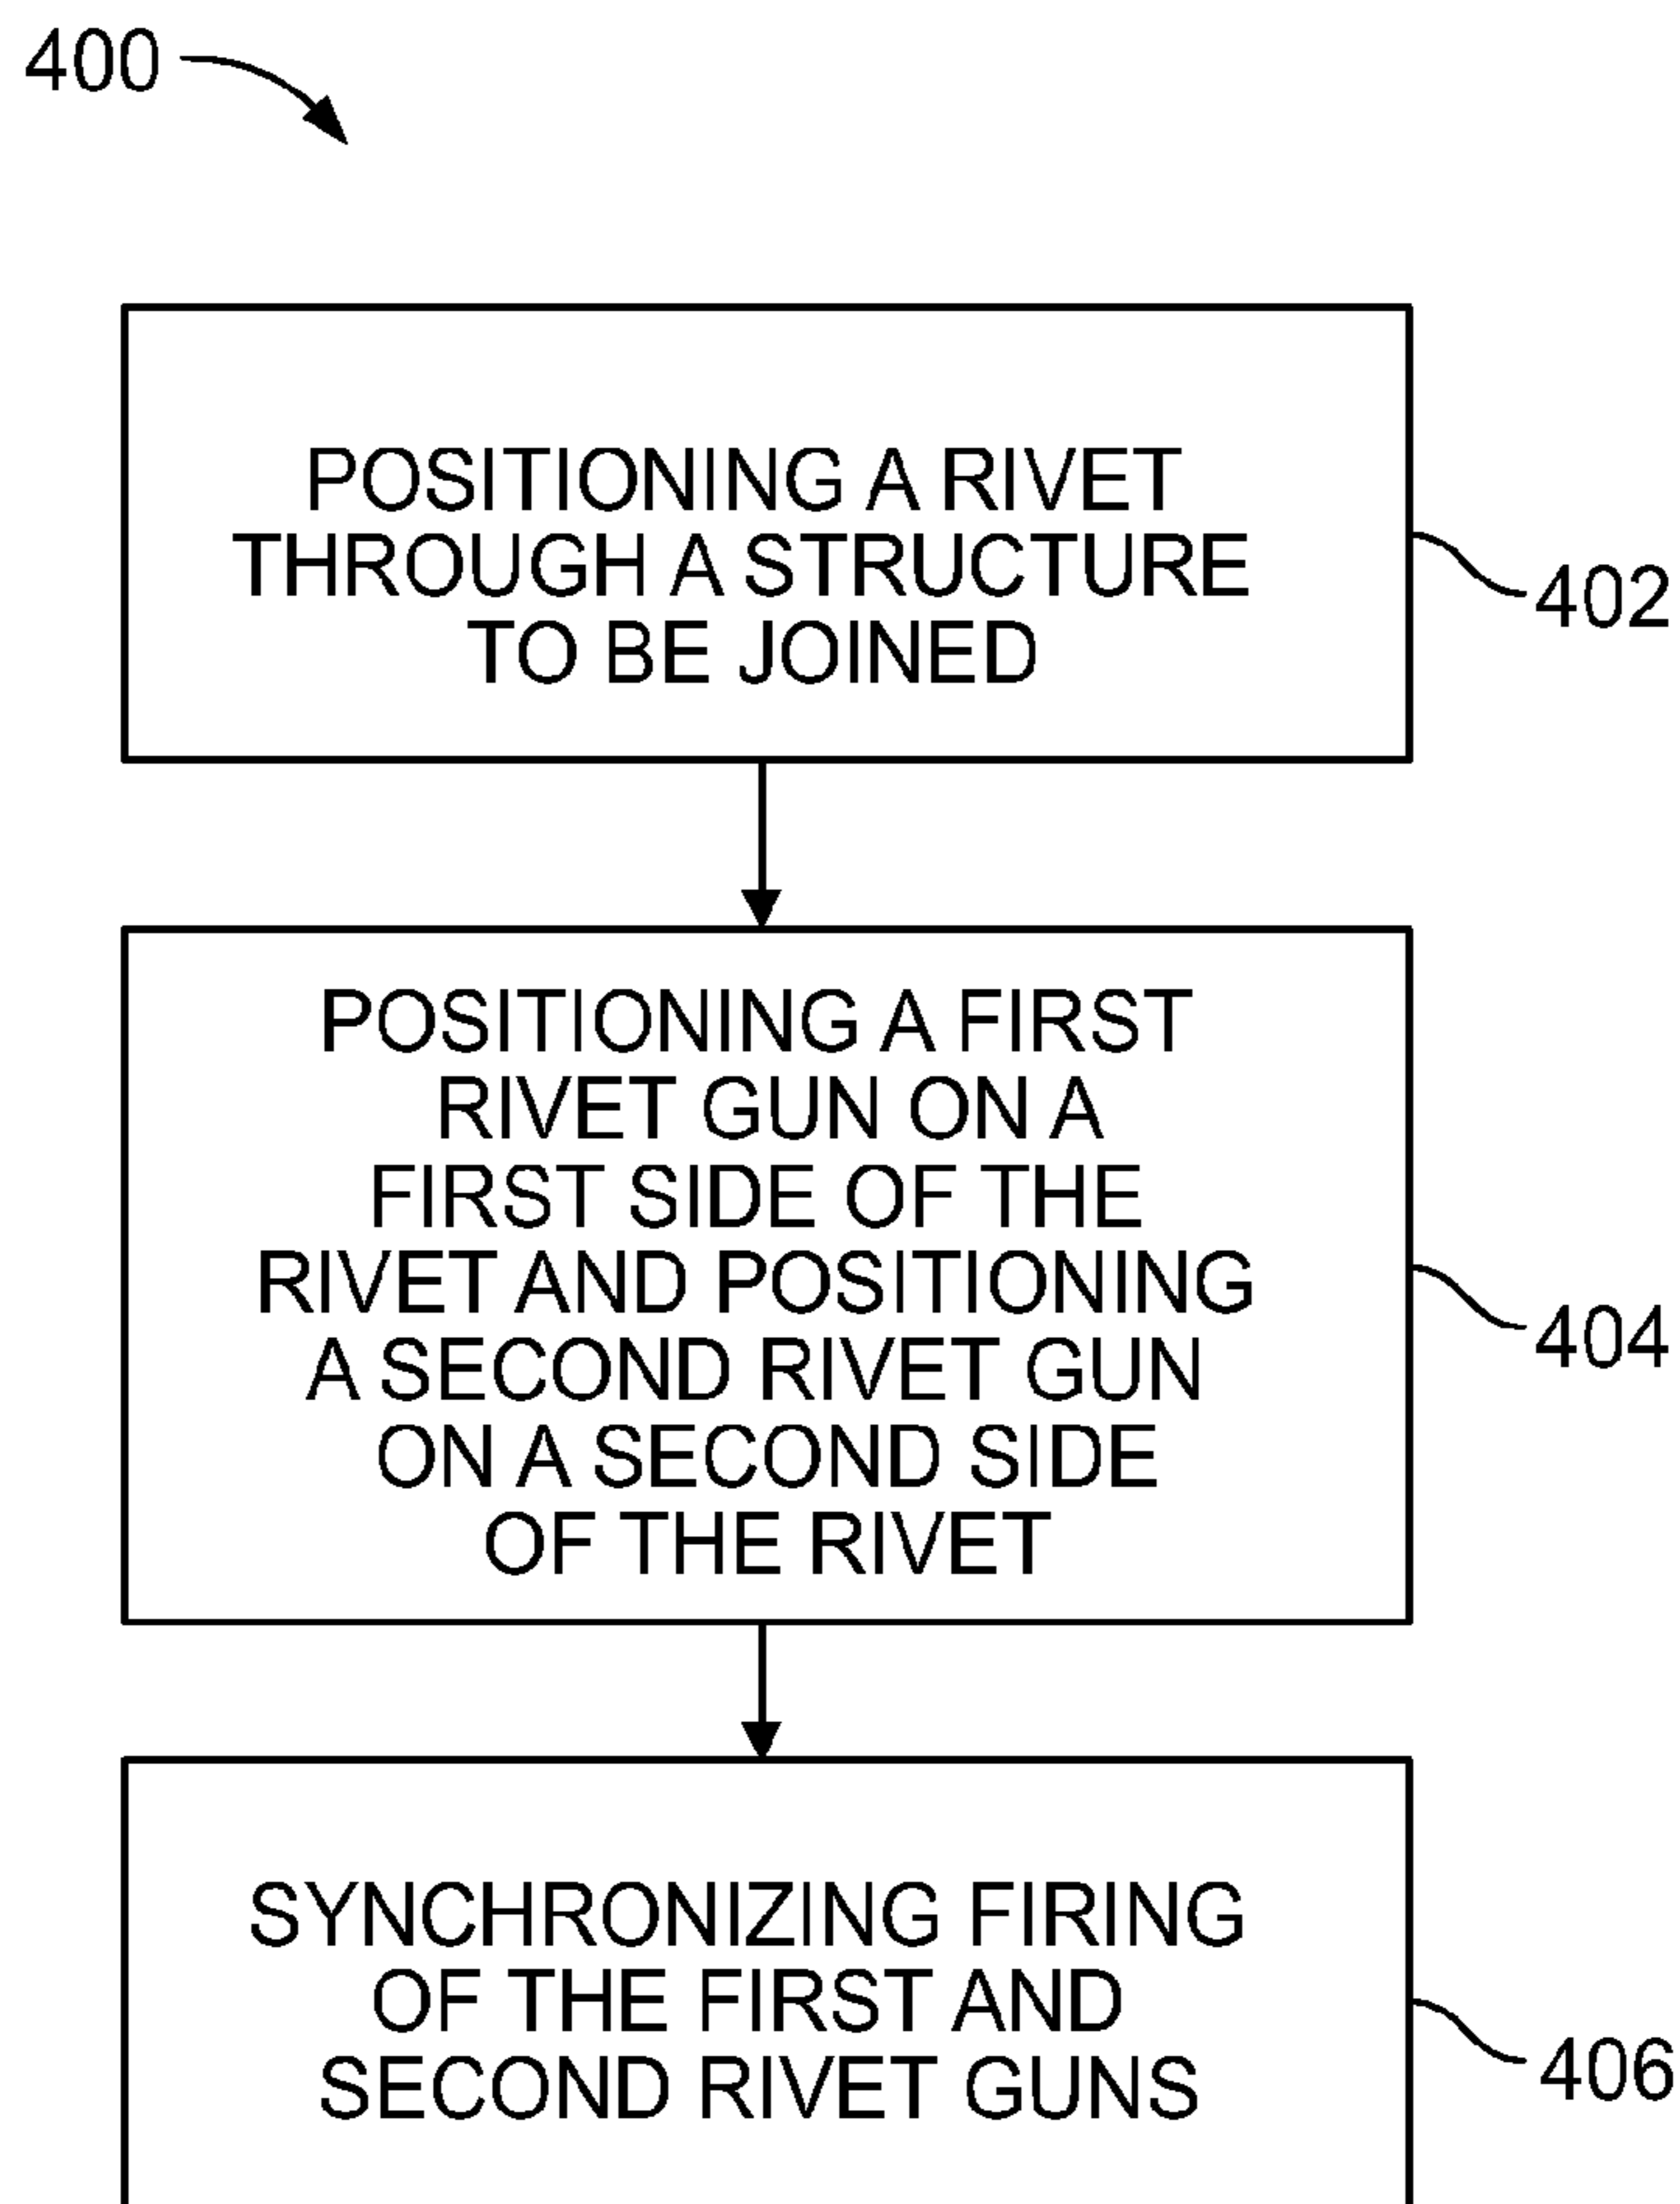 400
POSITIONING A RIVET
THROUGH A STRUCTURE
TO BE JOINED
402
POSITIONING A FIRST
RIVET GUN ON A
FIRST SIDE OF THE
RIVET AND POSITIONING
A SECOND RIVET GUN
ON A SECOND SIDE
OF THE RIVET
404
SYNCHRONIZING FIRING
OF THE FIRST AND
SECOND RIVET GUNS
406